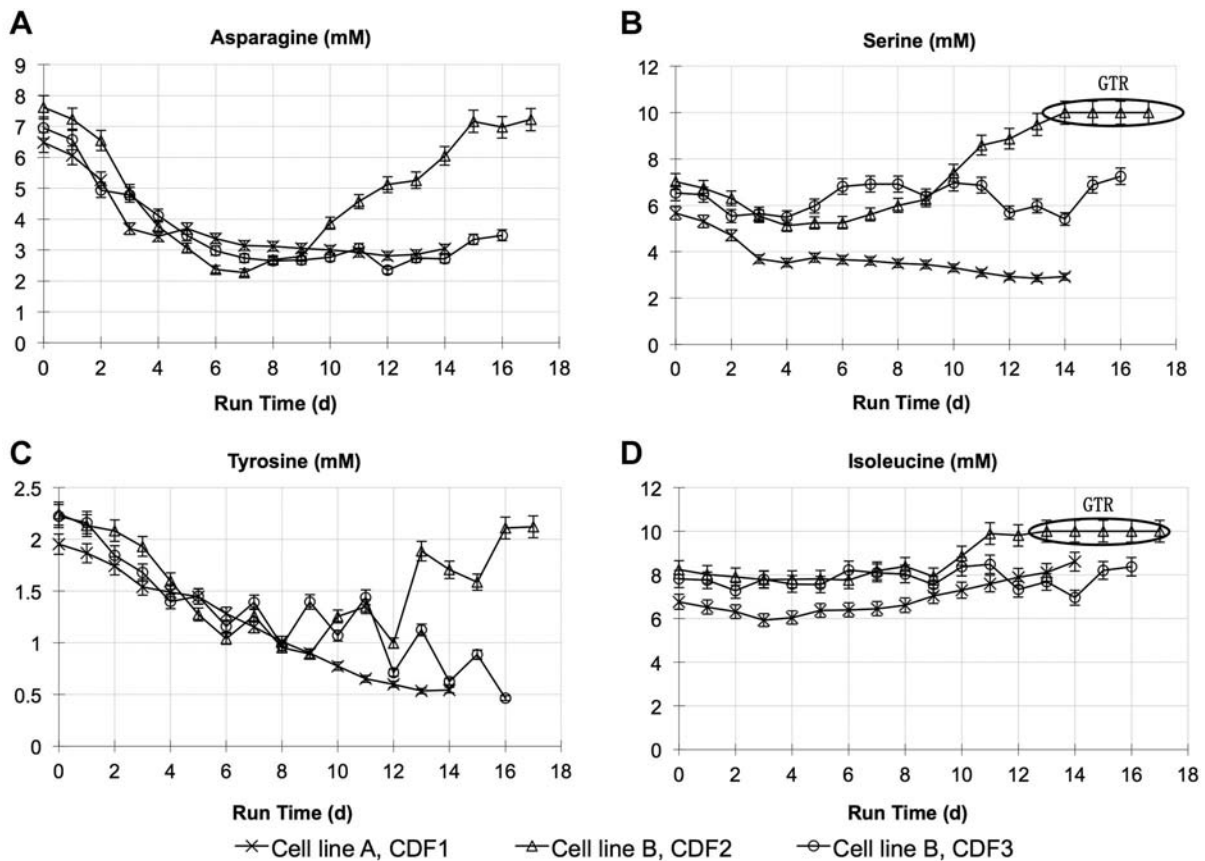 A
Asparagine (mM)
9
8
7
6
5
4
3
2
1
0
0 2 4 6 8 10 12 14 16 18
Run Time (d)
B
Serine (mM)
GTR
12
10
8
6
4
2
0
0 2 4 6 8 10 12 14 16 18
Run Time (d)
C
Tyrosine (mM)
2.5
2
1.5
1
0.5
0
0 2 4 6 8 10 12 14 16 18
Run Time (d)
D
Isoleucine (mM)
GTR
12
10
8
6
4
2
0
0 2 4 6 8 10 12 14 16 18
Run Time (d)
Cell line A, CDF1 Cell line B, CDF2 Cell line B, CDF3